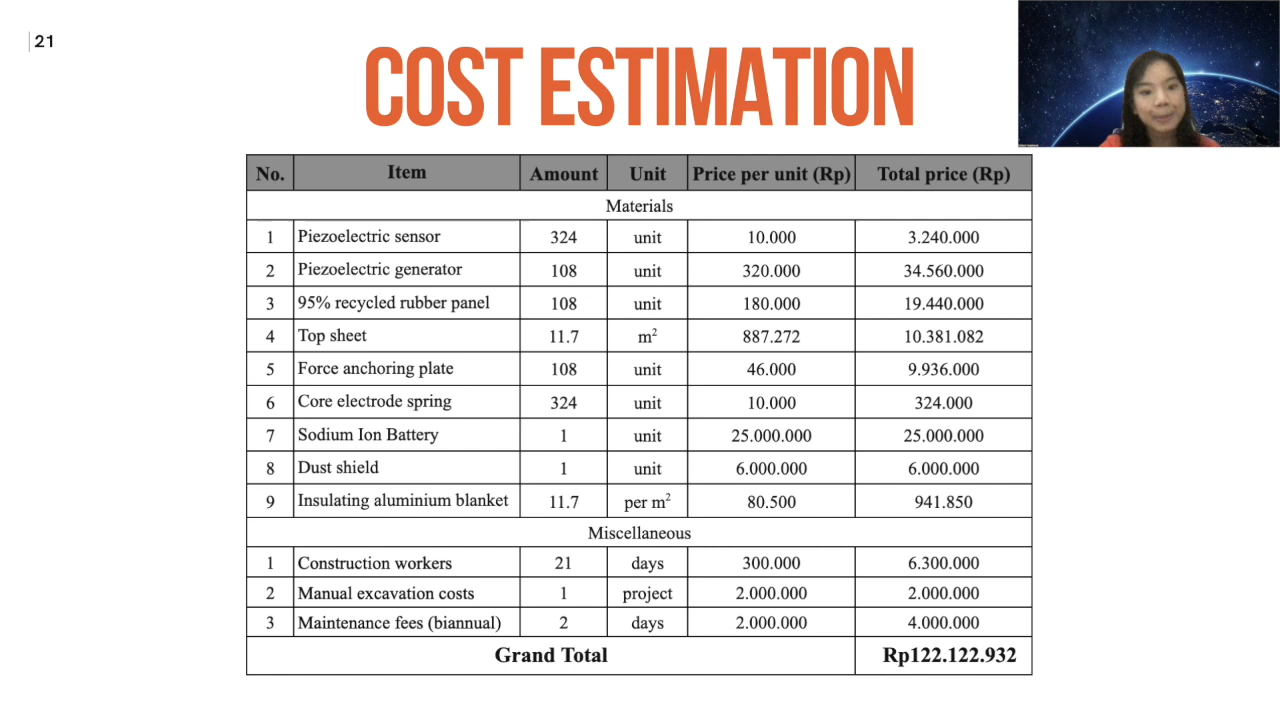 21
COST ESTIMATION
No. Item Amount Unit Price per unit (Rp) Total price (Rp)
Materials
1 Piezoelectric sensor 324 unit 10.000 3.240.000
2 Piezoelectric generator 108 unit 320.000 34.560.000
3 95% recycled rubber panel 108 unit 180.000 19.440.000
4 Top sheet 11.7 m² 887.272 10.381.082
5 Force anchoring plate 108 unit 46.000 9.936.000
6 Core electrode spring 324 unit 10.000 324.000
7 Sodium Ion Battery 1 unit 25.000.000 25.000.000
8 Dust shield 1 unit 6.000.000 6.000.000
9 Insulating aluminium blanket 11.7 per m² 80.500 941.850
Miscellaneous
1 Construction workers 21 days 300.000 6.300.000
2 Manual excavation costs 1 project 2.000.000 2.000.000
3 Maintenance fees (biannual) 2 days 2.000.000 4.000.000
Grand Total Rp122.122.932